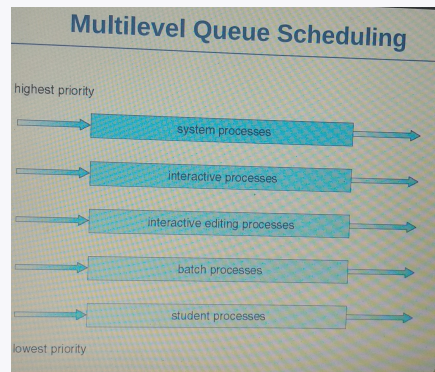 Multilevel Queue Scheduling
highest priority
system processes
interactive processes
interactive editing processes
batch processes
student processes
lowest priority